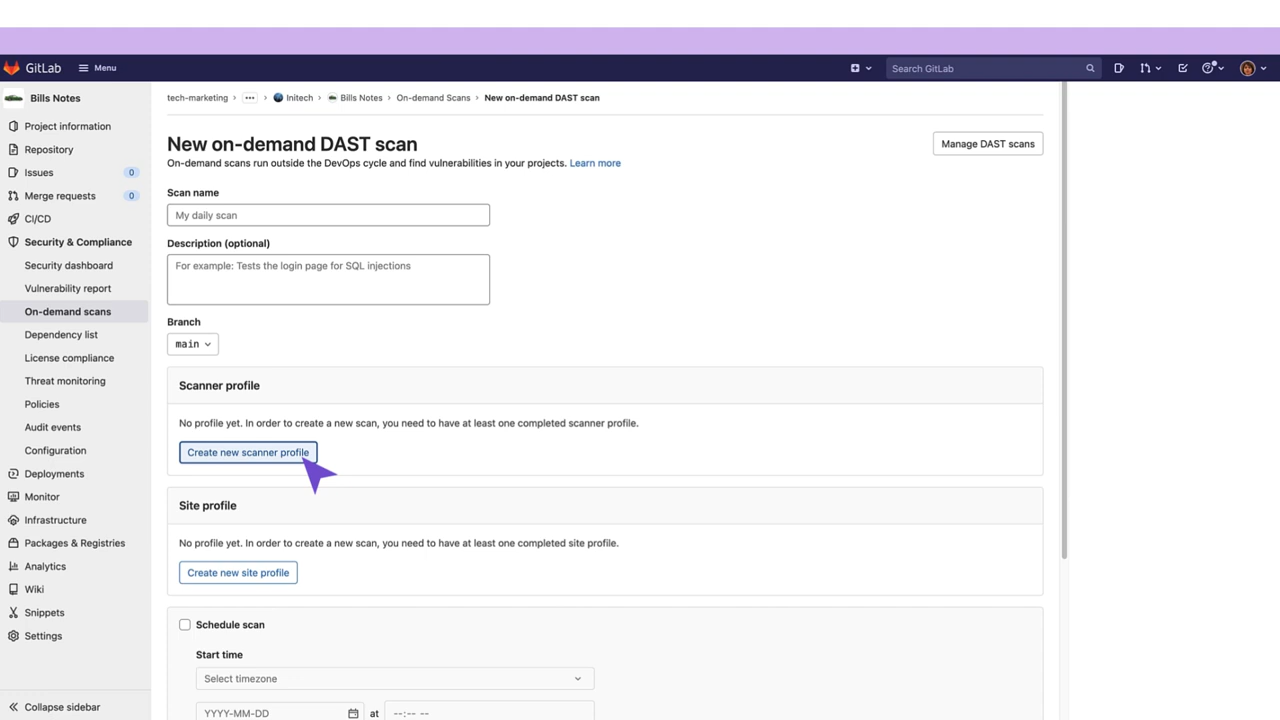 GitLab Menu Search GitLab
Bills Notes
Project information
Repository
Issues 0
Merge requests 0
CI/CD
Security & Compliance
Security dashboard
Vulnerability report
On-demand scans
Dependency list
License compliance
Threat monitoring
Policies
Audit events
Configuration
Deployments
Monitor
Infrastructure
Packages & Registries
Analytics
Wiki
Snippets
Settings
Collapse sidebar
tech-marketing › ••• › Initech › Bills Notes › On-demand Scans › New on-demand DAST scan
New on-demand DAST scan
Manage DAST scans
On-demand scans run outside the DevOps cycle and find vulnerabilities in your projects. Learn more
Scan name
My daily scan
Description (optional)
For example: Tests the login page for SQL injections
Branch
main
Scanner profile
No profile yet. In order to create a new scan, you need to have at least one completed scanner profile.
Create new scanner profile
Site profile
No profile yet. In order to create a new scan, you need to have at least one completed site profile.
Create new site profile
Schedule scan
Start time
Select timezone
YYYY-MM-DD at --:-- --